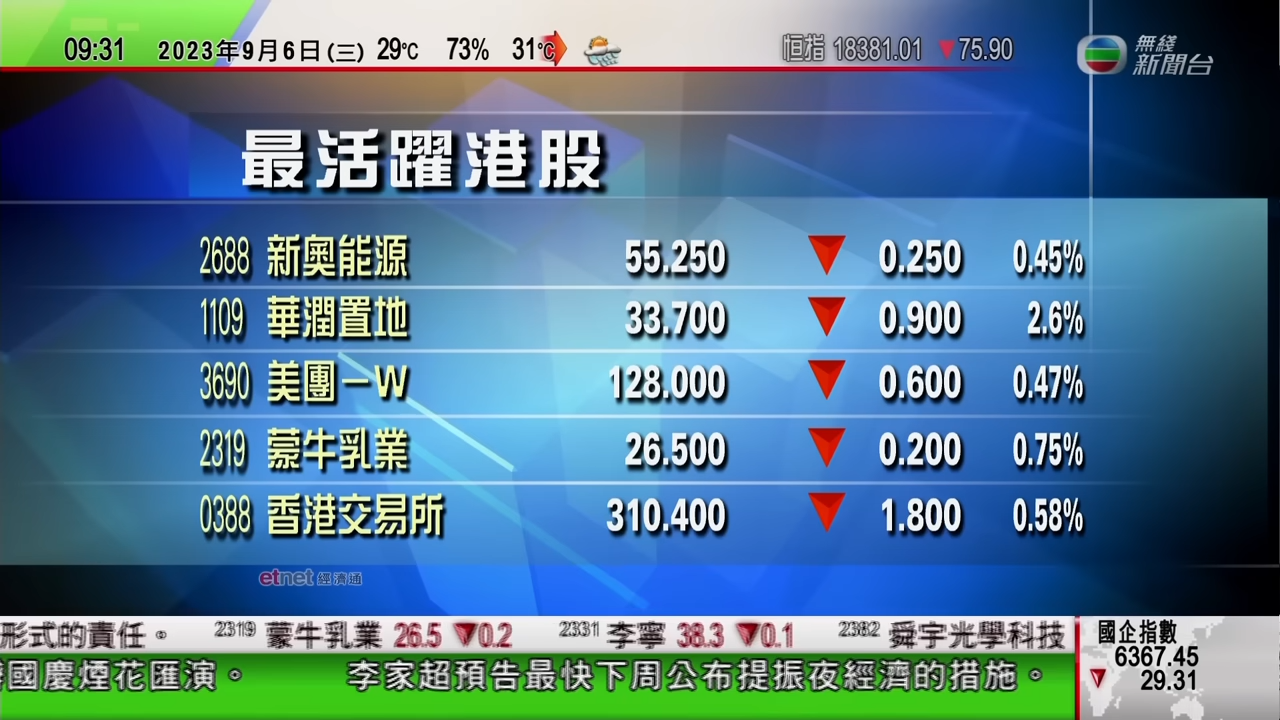 09:31 2023年9月6日(三) 29°C 73% 31°C 恒指 18381.01 ▼75.90 無綫新聞台
最活躍港股
2688 新奧能源 55.250 ▼ 0.250 0.45%
1109 華潤置地 33.700 ▼ 0.900 2.6%
3690 美團－W 128.000 ▼ 0.600 0.47%
2319 蒙牛乳業 26.500 ▼ 0.200 0.75%
0388 香港交易所 310.400 ▼ 1.800 0.58%
etnet 經濟通
形式的責任。 2319 蒙牛乳業 26.5 ▼0.2 2331 李寧 38.3 ▼0.1 2382 舜宇光學科技
國慶煙花匯演。 李家超預告最快下周公布提振夜經濟的措施。
國企指數
6367.45
▼ 29.31